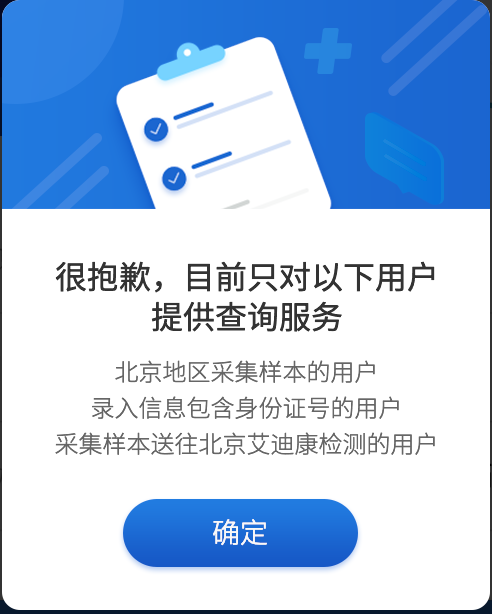 很抱歉，目前只对以下用户
提供查询服务
北京地区采集样本的用户
录入信息包含身份证号的用户
采集样本送往北京艾迪康检测的用户
确定